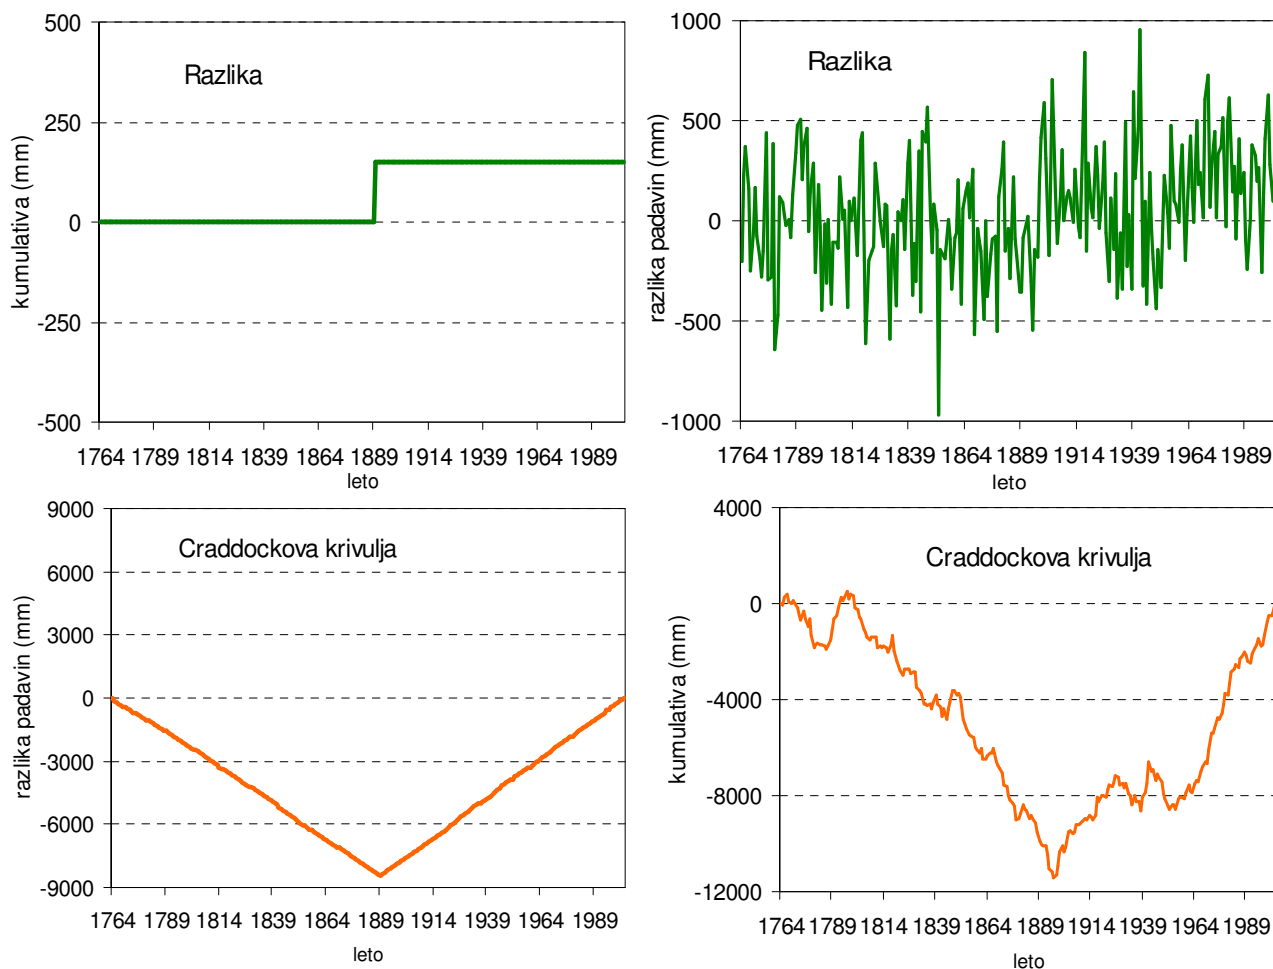 500
250
0
-250
-500
kumulativa (mm)
Razlika
1764 1789 1814 1839 1864 1889 1914 1939 1964 1989
leto
1000
500
0
-500
-1000
razlika padavin (mm)
Razlika
1764 1789 1814 1839 1864 1889 1914 1939 1964 1989
leto
9000
6000
3000
0
-3000
-6000
-9000
razlika padavin (mm)
Craddockova krivulja
1764 1789 1814 1839 1864 1889 1914 1939 1964 1989
leto
4000
0
-4000
-8000
-12000
kumulativa (mm)
Craddockova krivulja
1764 1789 1814 1839 1864 1889 1914 1939 1964 1989
leto